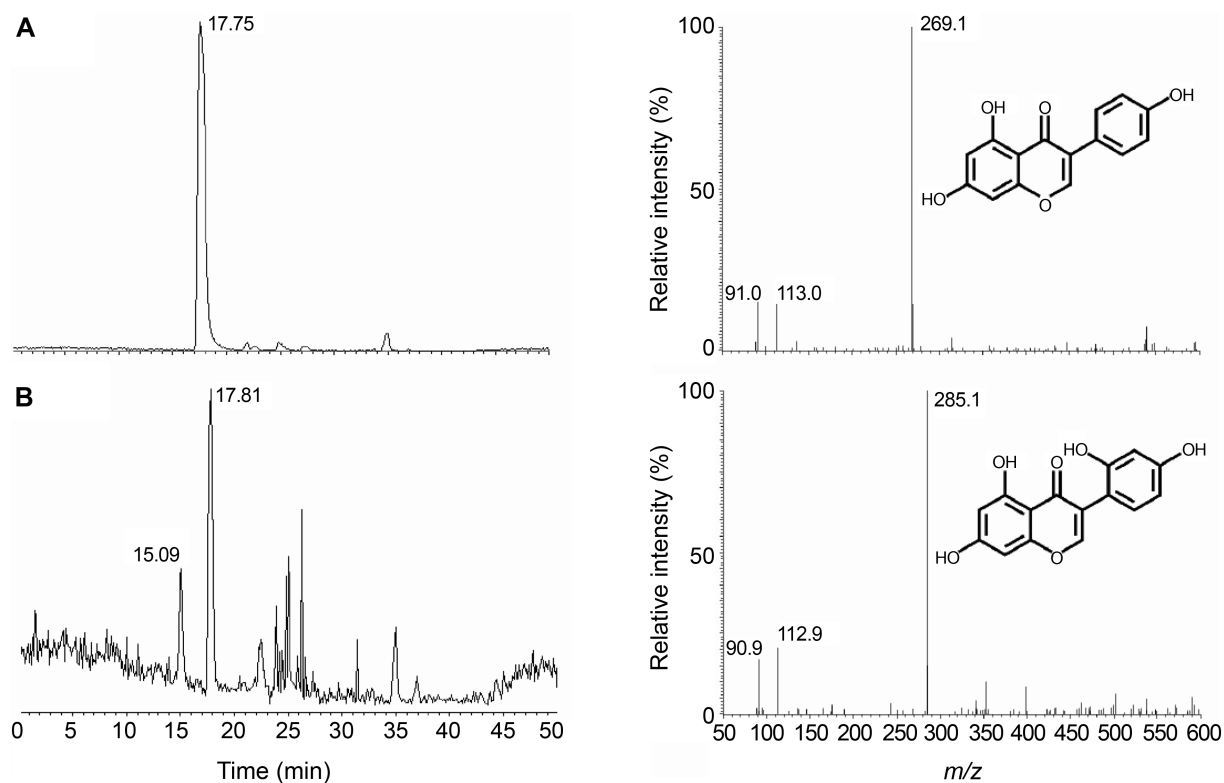 A
17.75
100
269.1
OH
O
OH
Relative intensity (%)
50
HO
O
91.0
113.0
0
B
17.81
15.09
0
5
10
15
20
25
30
35
40
45
50
Time (min)
100
285.1
OH
O
HO
OH
Relative intensity (%)
50
HO
O
90.9
112.9
0
50
100
150
200
250
300
350
400
450
500
550
600
m/z